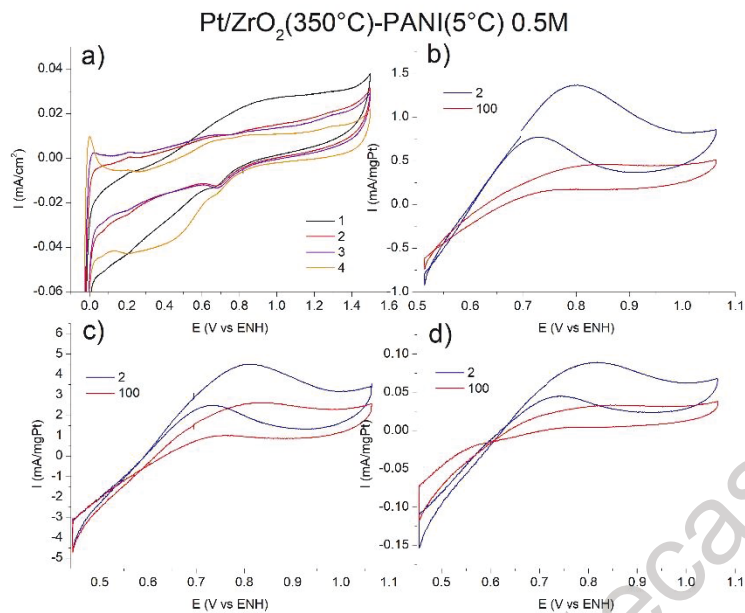 Pt/ZrO₂(350°C)-PANI(5°C) 0.5M
a)
I (mA/cm²)
0.04
0.02
0.00
-0.02
-0.04
-0.06
1
2
3
4
0.0 0.2 0.4 0.6 0.8 1.0 1.2 1.4 1.6
E (V vs ENH)
b)
I (mA/mgPt)
1.5
1.0
0.5
0.0
-0.5
-1.0
2
100
0.5 0.6 0.7 0.8 0.9 1.0 1.1
E (V vs ENH)
c)
I (mA/mgPt)
6
5
4
3
2
1
0
-1
-2
-3
-4
-5
2
100
0.5 0.6 0.7 0.8 0.9 1.0 1.1
E (V vs ENH)
d)
I (mA/mgPt)
0.10
0.05
0.00
-0.05
-0.10
-0.15
2
100
0.5 0.6 0.7 0.8 0.9 1.0 1.1
E (V vs ENH)